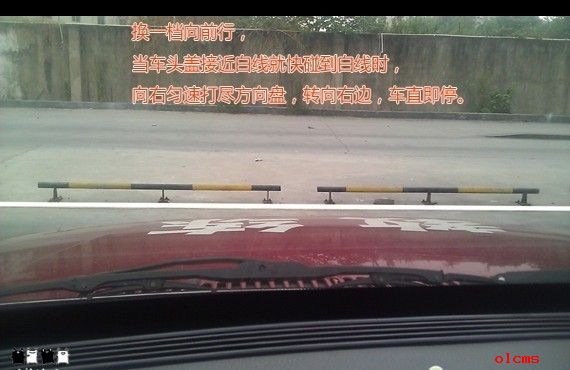 换一档向前行，
当车头盖接近白线就快碰到白线时，
向右匀速打尽方向盘，转向右边，车直即停。
olcms